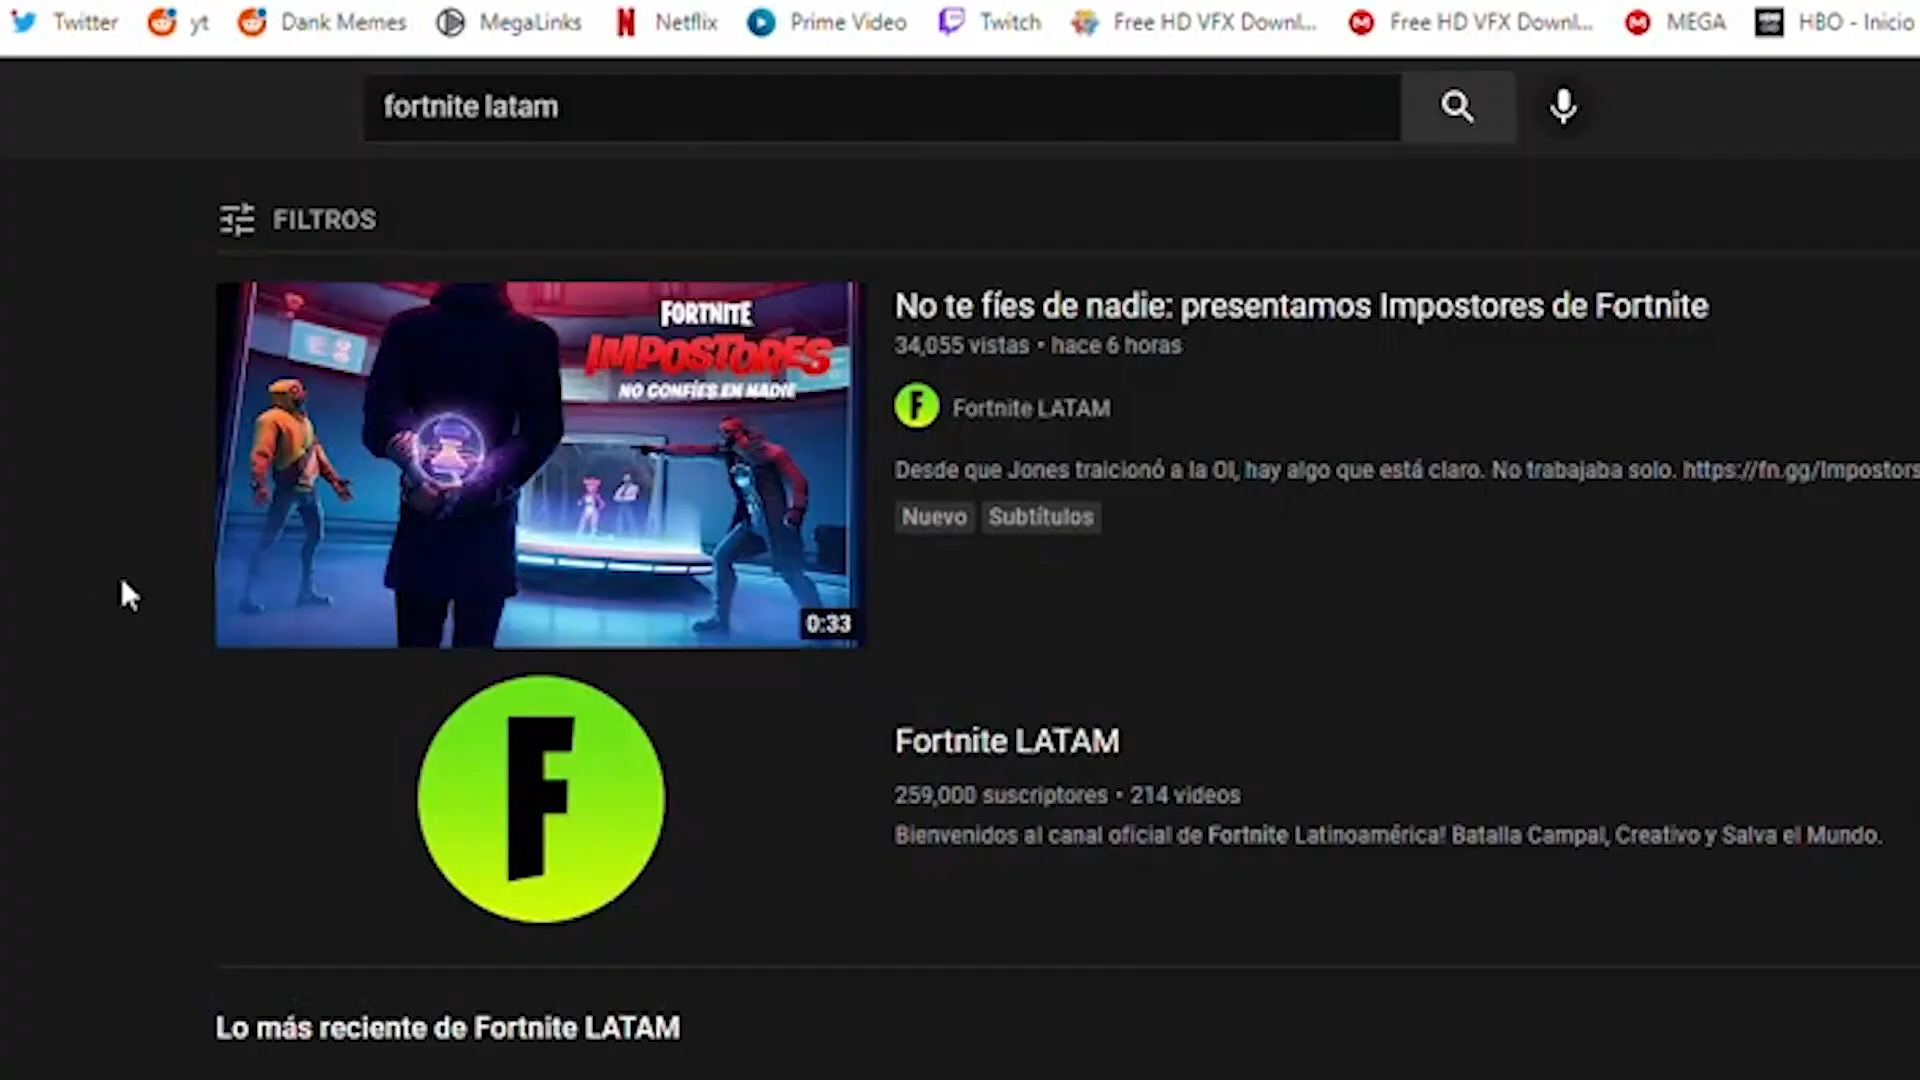 Twitter yt Dank Memes MegaLinks Netflix Prime Video Twitch Free HD VFX Downl... Free HD VFX Downl... MEGA HBO - Inicio
fortnite latam
FILTROS
FORTNITE
IMPOSTORES
NO CONFÍES EN NADIE
0:33
No te fíes de nadie: presentamos Impostores de Fortnite
34,055 vistas • hace 6 horas
F Fortnite LATAM
Desde que Jones traicionó a la OI, hay algo que está claro. No trabajaba solo. https://fn.gg/Impostors
Nuevo Subtítulos
F
Fortnite LATAM
259,000 suscriptores • 214 videos
Bienvenidos al canal oficial de Fortnite Latinoamérica! Batalla Campal, Creativo y Salva el Mundo.
Lo más reciente de Fortnite LATAM